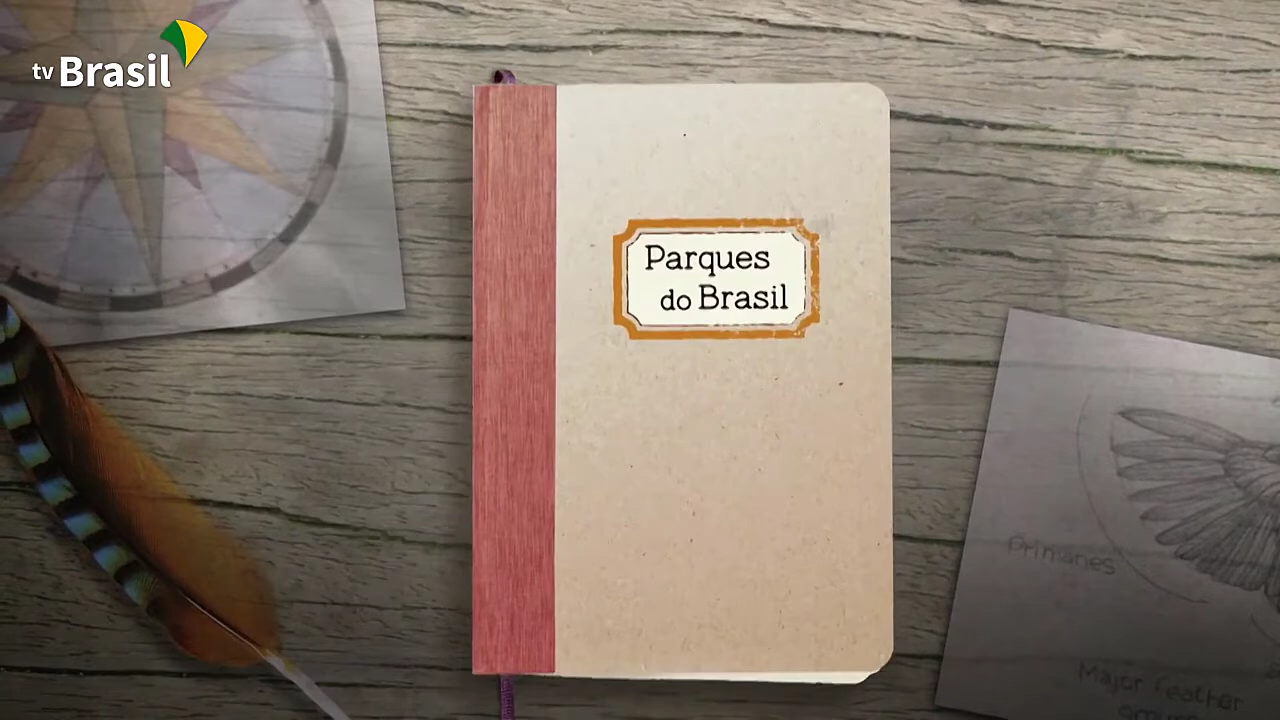 tv Brasil
Parques
do Brasil
Primaries
Major feather